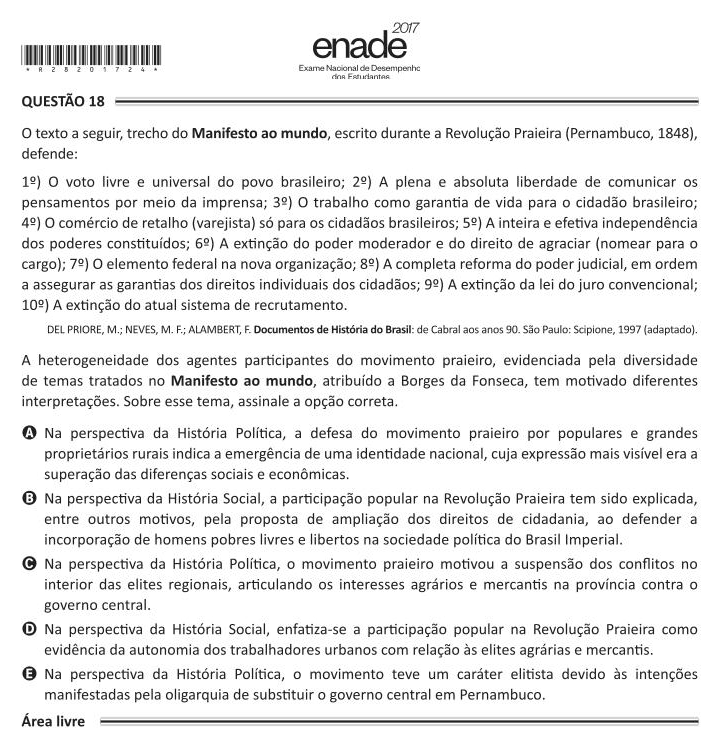 2017
enade
Exame Nacional de Desempenho
dos Estudantes
*R28201724*
QUESTÃO 18
O texto a seguir, trecho do Manifesto ao mundo, escrito durante a Revolução Praieira (Pernambuco, 1848),
defende:
1º) O voto livre e universal do povo brasileiro; 2º) A plena e absoluta liberdade de comunicar os
pensamentos por meio da imprensa; 3º) O trabalho como garantia de vida para o cidadão brasileiro;
4º) O comércio de retalho (varejista) só para os cidadãos brasileiros; 5º) A inteira e efetiva independência
dos poderes constituídos; 6º) A extinção do poder moderador e do direito de agraciar (nomear para o
cargo); 7º) O elemento federal na nova organização; 8º) A completa reforma do poder judicial, em ordem
a assegurar as garantias dos direitos individuais dos cidadãos; 9º) A extinção da lei do juro convencional;
10º) A extinção do atual sistema de recrutamento.
DEL PRIORE, M.; NEVES, M. F.; ALAMBERT, F. Documentos de História do Brasil: de Cabral aos anos 90. São Paulo: Scipione, 1997 (adaptado).
A heterogeneidade dos agentes participantes do movimento praieiro, evidenciada pela diversidade
de temas tratados no Manifesto ao mundo, atribuído a Borges da Fonseca, tem motivado diferentes
interpretações. Sobre esse tema, assinale a opção correta.
A Na perspectiva da História Política, a defesa do movimento praieiro por populares e grandes
proprietários rurais indica a emergência de uma identidade nacional, cuja expressão mais visível era a
superação das diferenças sociais e econômicas.
B Na perspectiva da História Social, a participação popular na Revolução Praieira tem sido explicada,
entre outros motivos, pela proposta de ampliação dos direitos de cidadania, ao defender a
incorporação de homens pobres livres e libertos na sociedade política do Brasil Imperial.
C Na perspectiva da História Política, o movimento praieiro motivou a suspensão dos conflitos no
interior das elites regionais, articulando os interesses agrários e mercantis na província contra o
governo central.
D Na perspectiva da História Social, enfatiza-se a participação popular na Revolução Praieira como
evidência da autonomia dos trabalhadores urbanos com relação às elites agrárias e mercantis.
E Na perspectiva da História Política, o movimento teve um caráter elitista devido às intenções
manifestadas pela oligarquia de substituir o governo central em Pernambuco.
Área livre